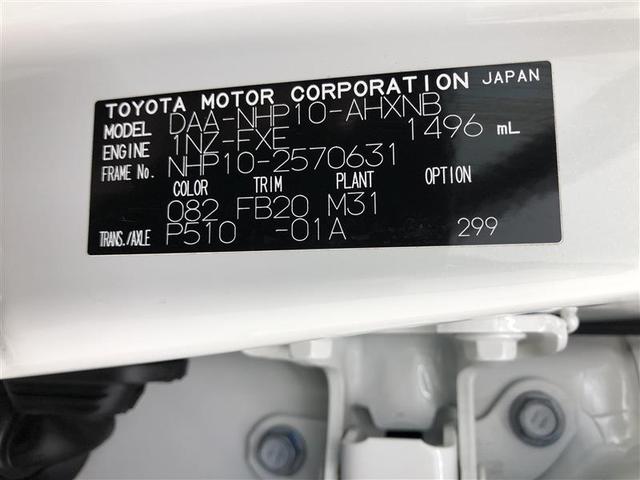 TOYOTA MOTOR CORPORATION JAPAN
MODEL DAA-NHP10-AHXNB
ENGINE 1NZ-FXE 1496 mL
FRAME No. NHP10-2570631
COLOR TRIM PLANT OPTION
082 FB20 M31
TRANS./AXLE P510 -01A 299